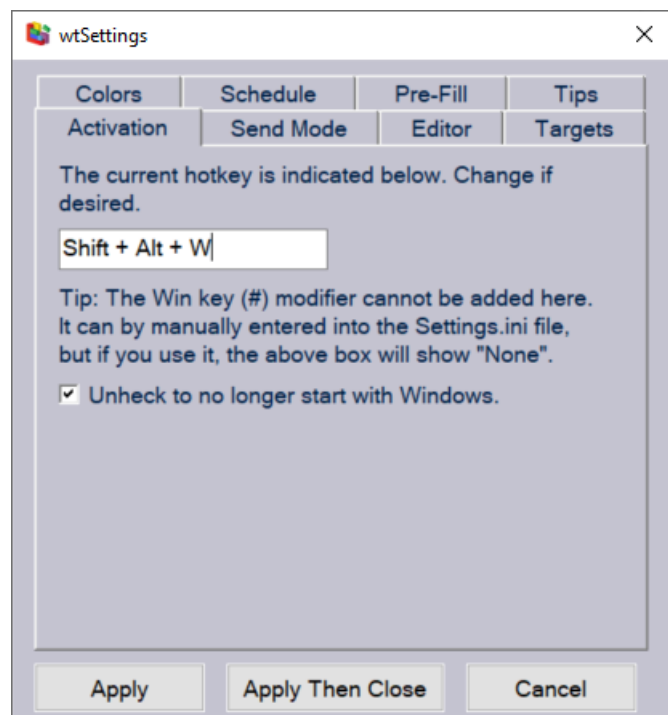 wtSettings
Colors Schedule Pre-Fill Tips
Activation Send Mode Editor Targets
The current hotkey is indicated below. Change if
desired.
Shift + Alt + W
Tip: The Win key (#) modifier cannot be added here.
It can by manually entered into the Settings.ini file,
but if you use it, the above box will show "None".
Unheck to no longer start with Windows.
Apply Apply Then Close Cancel